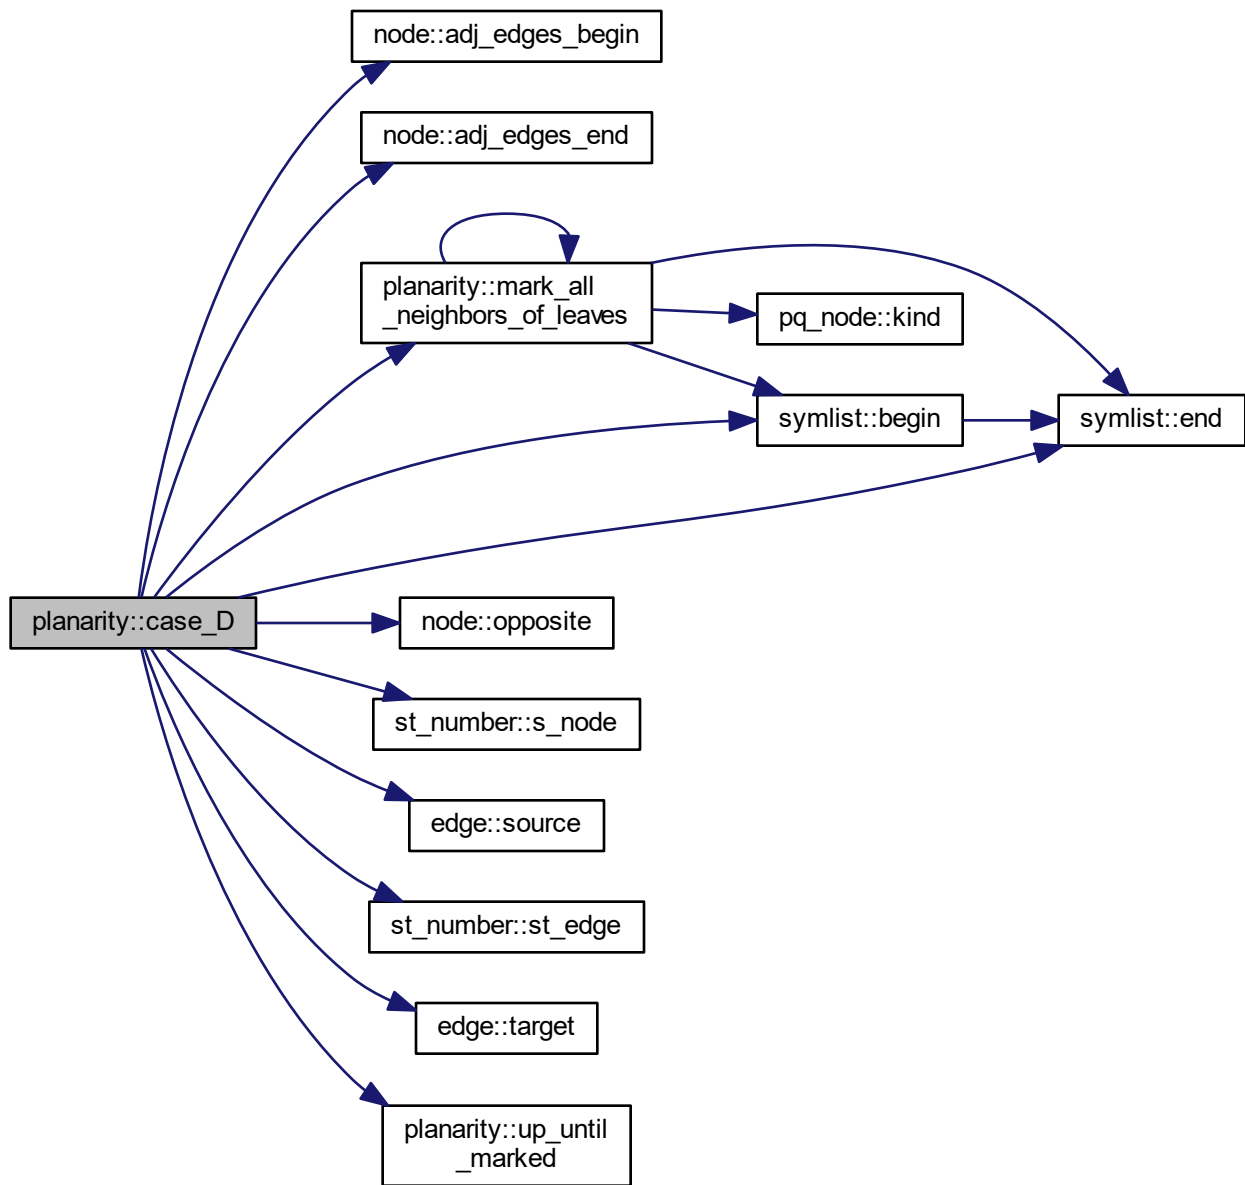 node::adj_edges_begin
node::adj_edges_end
planarity::mark_all
_neighbors_of_leaves
pq_node::kind
symlist::begin
symlist::end
planarity::case_D
node::opposite
st_number::s_node
edge::source
st_number::st_edge
edge::target
planarity::up_until
_marked